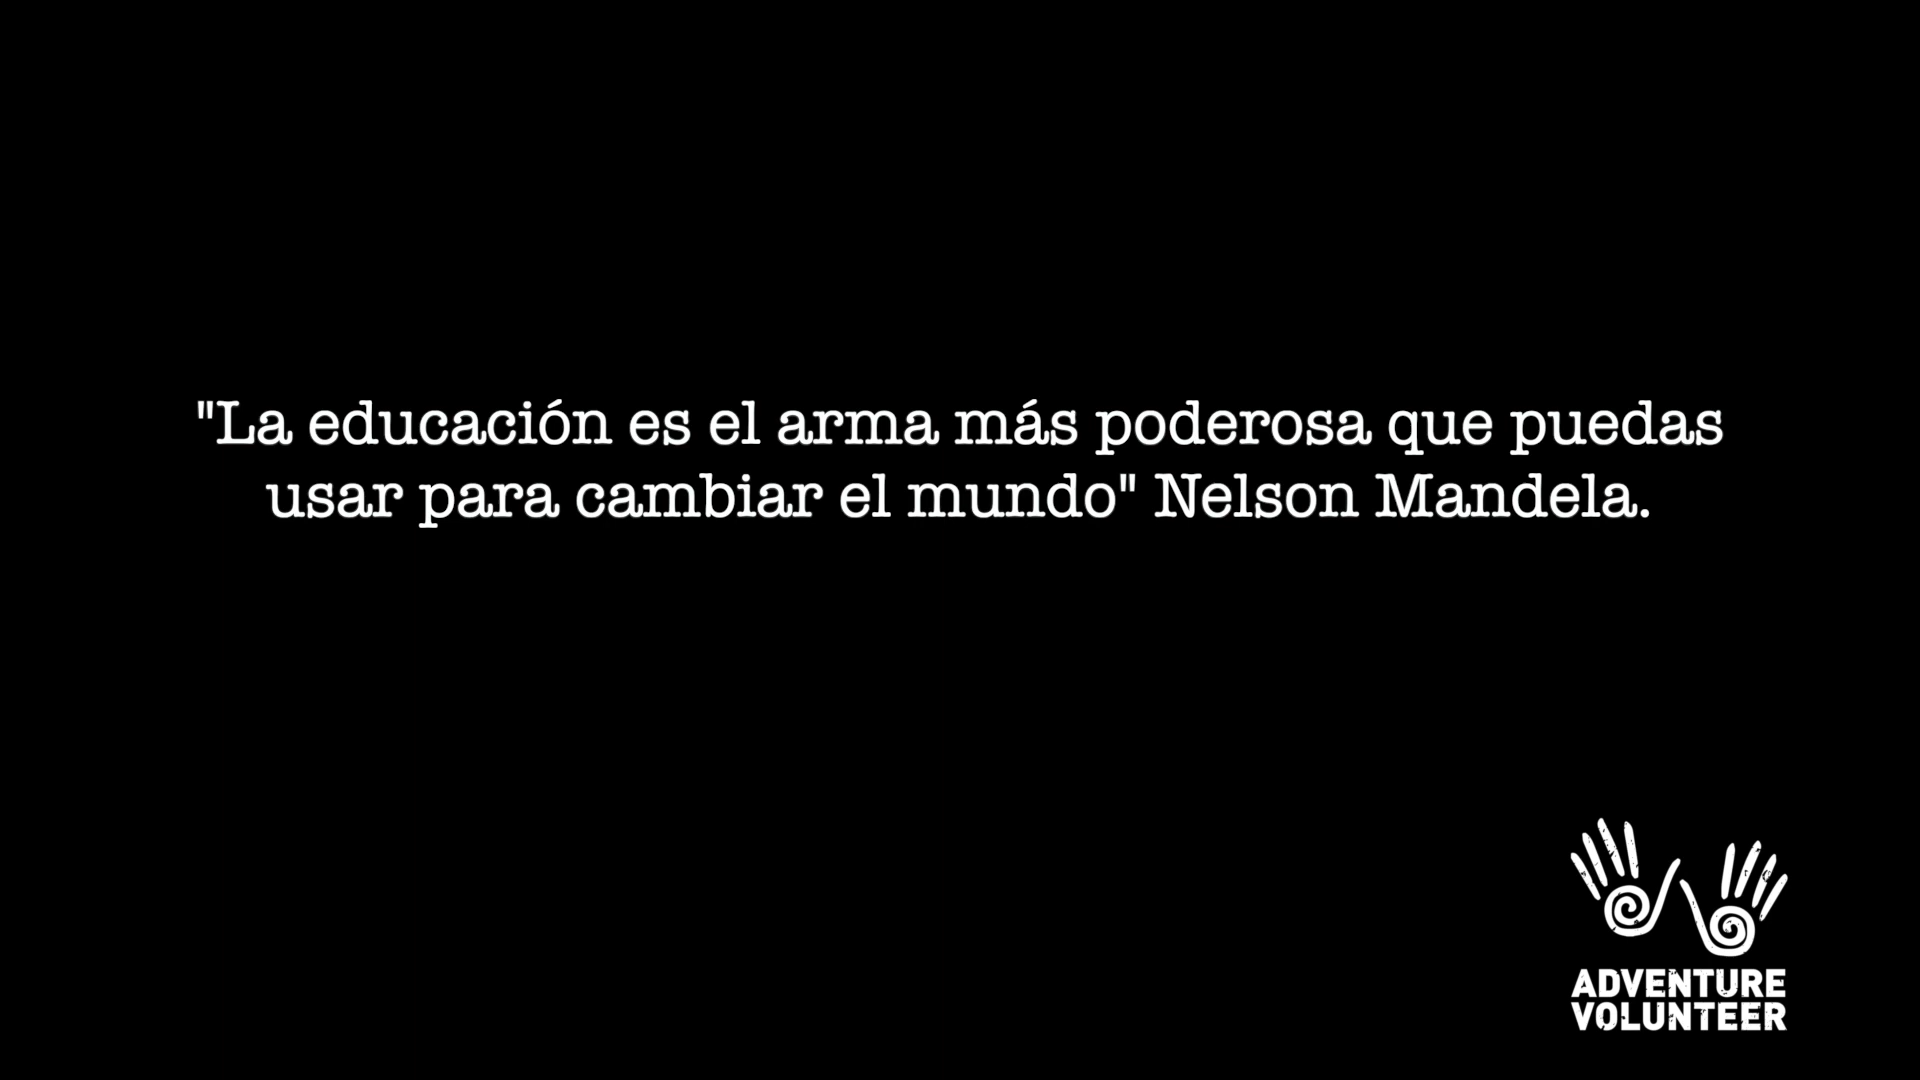 "La educación es el arma más poderosa que puedas
usar para cambiar el mundo" Nelson Mandela.
ADVENTURE
VOLUNTEER